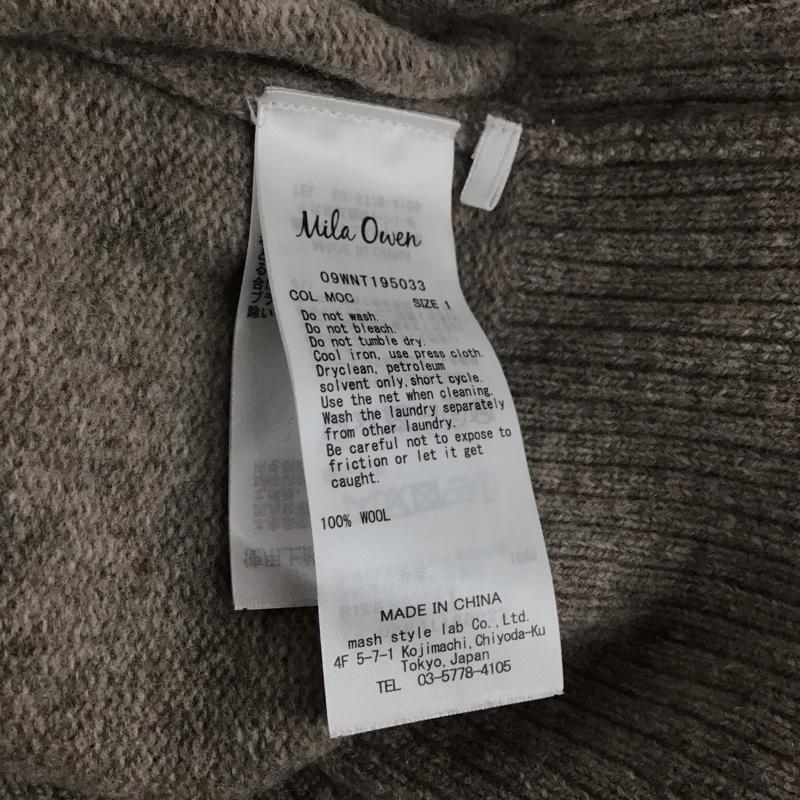 Mila Owen
09WNT195033
COL MOC SIZE 1
Do not wash.
Do not bleach.
Do not tumble dry.
Cool iron, use press cloth.
Dryclean, petroleum
solvent only,short cycle.
Use the net when cleaning.
Wash the laundry separately
from other laundry.
Be careful not to expose to
friction or let it get
caught.
100% WOOL
MADE IN CHINA
mash style lab Co.,Ltd.
4F 5-7-1 Kojimachi,Chiyoda-Ku
Tokyo,Japan
TEL 03-5778-4105